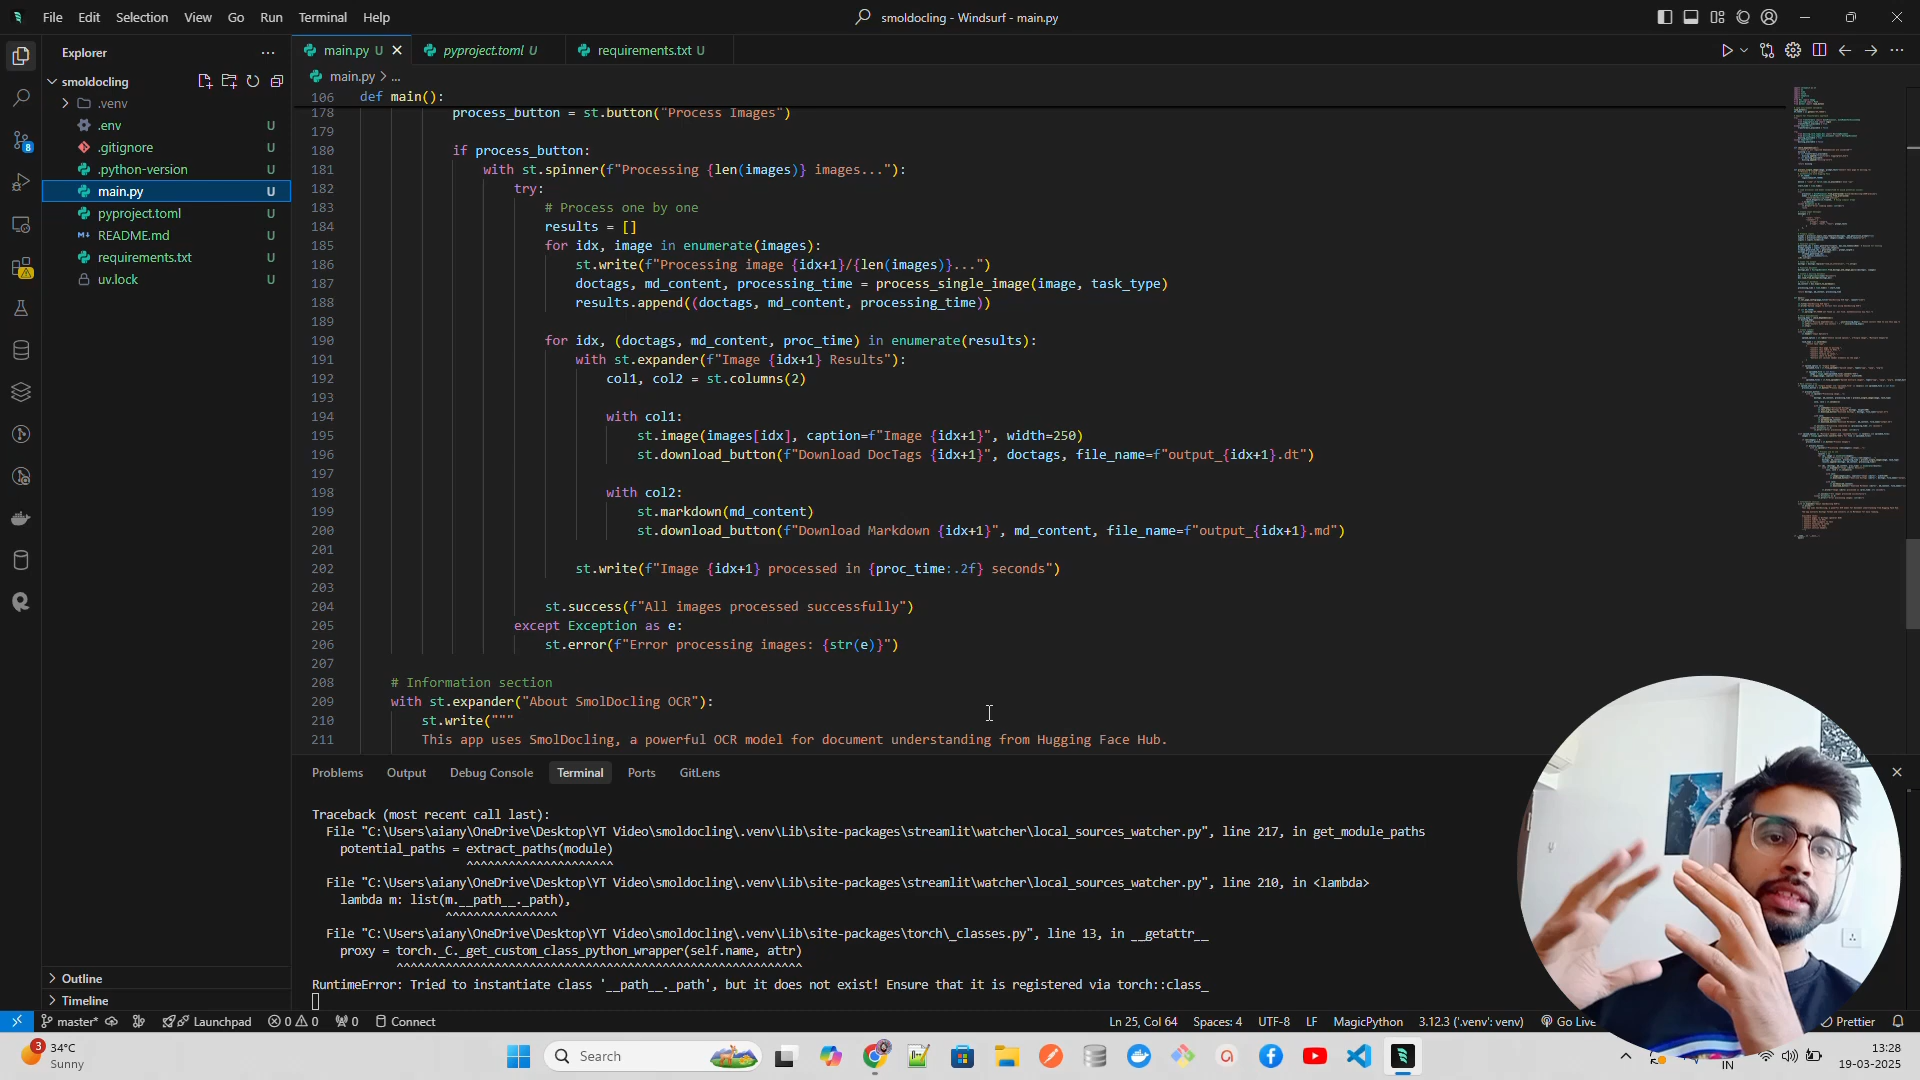 File Edit Selection View Go Run Terminal Help
smoldocling - Windsurf - main.py
Explorer
main.py U
pyproject.toml U
requirements.txt U
smoldocling
main.py > ...
.venv
.env U
.gitignore U
.python-version U
main.py U
pyproject.toml U
README.md U
requirements.txt U
uv.lock U
Outline
Timeline
106 def main():
178 process_button = st.button("Process Images")
179
180 if process_button:
181 with st.spinner(f"Processing {len(images)} images..."):
182 try:
183 # Process one by one
184 results = []
185 for idx, image in enumerate(images):
186 st.write(f"Processing image {idx+1}/{len(images)}...")
187 doctags, md_content, processing_time = process_single_image(image, task_type)
188 results.append((doctags, md_content, processing_time))
189
190 for idx, (doctags, md_content, proc_time) in enumerate(results):
191 with st.expander(f"Image {idx+1} Results"):
192 col1, col2 = st.columns(2)
193
194 with col1:
195 st.image(images[idx], caption=f"Image {idx+1}", width=250)
196 st.download_button(f"Download DocTags {idx+1}", doctags, file_name=f"output_{idx+1}.dt")
197
198 with col2:
199 st.markdown(md_content)
200 st.download_button(f"Download Markdown {idx+1}", md_content, file_name=f"output_{idx+1}.md")
201
202 st.write(f"Image {idx+1} processed in {proc_time:.2f} seconds")
203
204 st.success(f"All images processed successfully")
205 except Exception as e:
206 st.error(f"Error processing images: {str(e)}")
207
208 # Information section
209 with st.expander("About SmolDocling OCR"):
210 st.write("""
211 This app uses SmolDocling, a powerful OCR model for document understanding from Hugging Face Hub.
Problems Output Debug Console Terminal Ports GitLens
Traceback (most recent call last):
File "C:\Users\aiany\OneDrive\Desktop\YT Video\smoldocling\.venv\Lib\site-packages\streamlit\watcher\local_sources_watcher.py", line 217, in get_module_paths
potential_paths = extract_paths(module)
^^^^^^^^^^^^^^^^^^^^^
File "C:\Users\aiany\OneDrive\Desktop\YT Video\smoldocling\.venv\Lib\site-packages\streamlit\watcher\local_sources_watcher.py", line 210, in <lambda>
lambda m: list(m.__path__._path),
^^^^^^^^^^^^^^^^
File "C:\Users\aiany\OneDrive\Desktop\YT Video\smoldocling\.venv\Lib\site-packages\torch\_classes.py", line 13, in __getattr__
proxy = torch._C._get_custom_class_python_wrapper(self.name, attr)
^^^^^^^^^^^^^^^^^^^^^^^^^^^^^^^^^^^^^^^^^^^^^^^^^^^^^^^^^^
RuntimeError: Tried to instantiate class '__path__._path', but it does not exist! Ensure that it is registered via torch::class_
master* Launchpad 0 0 0 Connect
Ln 25, Col 64 Spaces: 4 UTF-8 LF MagicPython 3.12.3 ('.venv': venv) Go Live Prettier
3 34°C
Sunny
Search
IN
13:28
19-03-2025